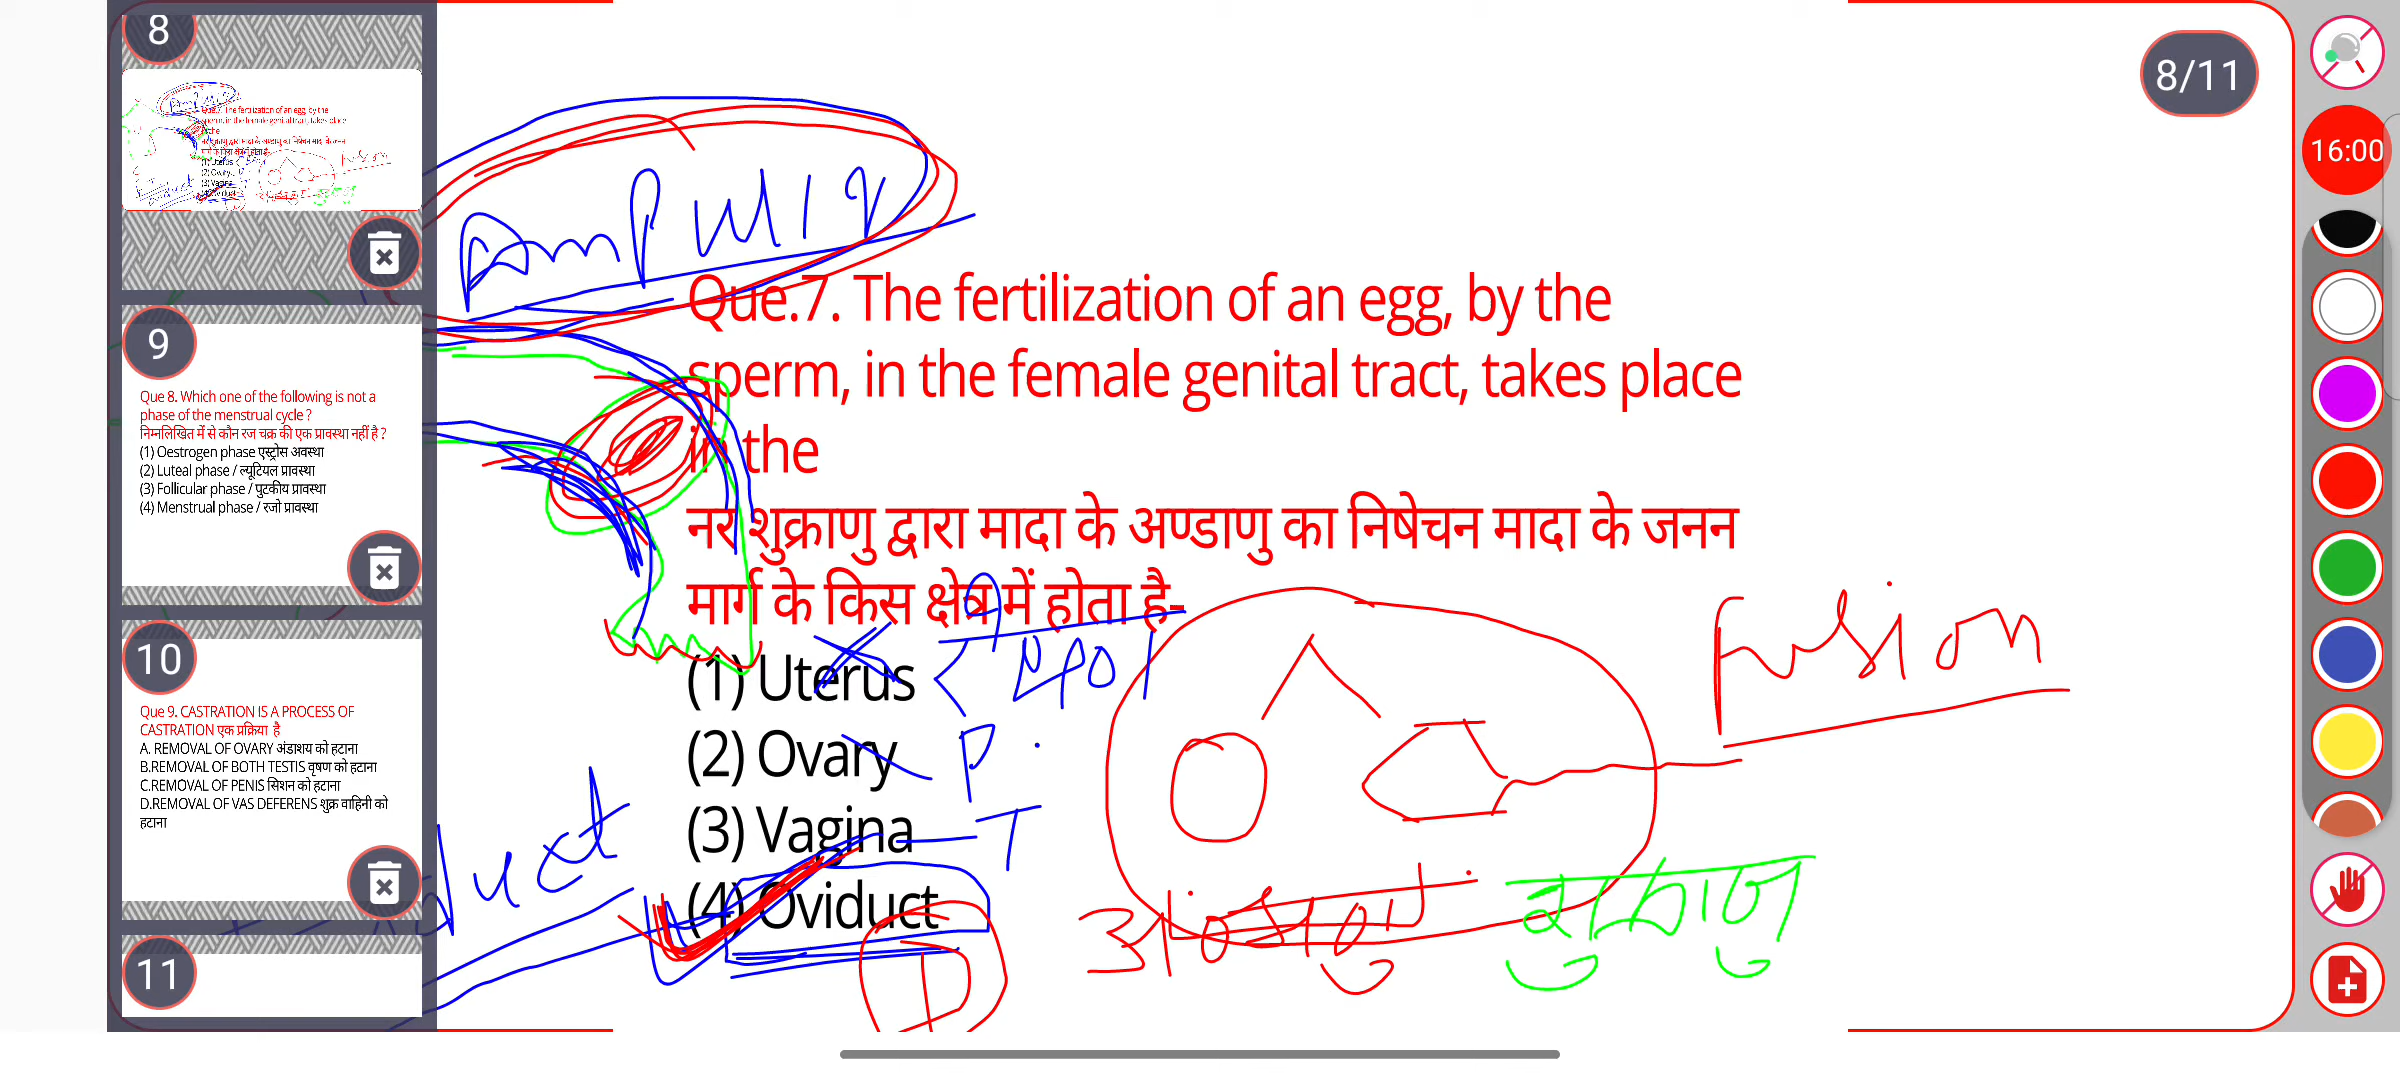 8
9
Que 8. Which one of the following is not a
phase of the menstrual cycle ?
निम्नलिखित में से कौन रज चक्र की एक प्रावस्था नहीं है ?
(1) Oestrogen phase एस्ट्रोस अवस्था
(2) Luteal phase / ल्यूटियल प्रावस्था
(3) Follicular phase / पुटकीय प्रावस्था
(4) Menstrual phase / रजो प्रावस्था
10
Que 9. CASTRATION IS A PROCESS OF
CASTRATION एक प्रक्रिया है
A. REMOVAL OF OVARY अंडाशय को हटाना
B.REMOVAL OF BOTH TESTIS वृषण को हटाना
C.REMOVAL OF PENIS सिशन को हटाना
D.REMOVAL OF VAS DEFERENS शुक्र वाहिनी को
हटाना
11
8/11
16:00
Que.7. The fertilization of an egg, by the
sperm, in the female genital tract, takes place
in the
नर शुक्राणु द्वारा मादा के अण्डाणु का निषेचन मादा के जनन
मार्ग के किस क्षेत्र में होता है-
(1) Uterus
(2) Ovary
(3) Vagina
(4) Oviduct
Fusion
P.
T
duct
D